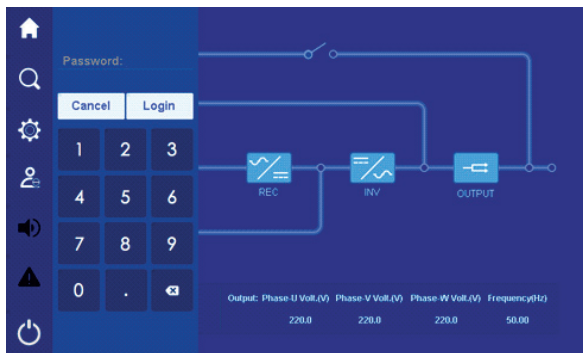 Password:
Cancel Login
1 2 3
4 5 6
7 8 9
0 .
REC INV OUTPUT
Output: Phase-U Volt.(V) Phase-V Volt.(V) Phase-W Volt.(V) Frequency(Hz)
220.0 220.0 220.0 50.00